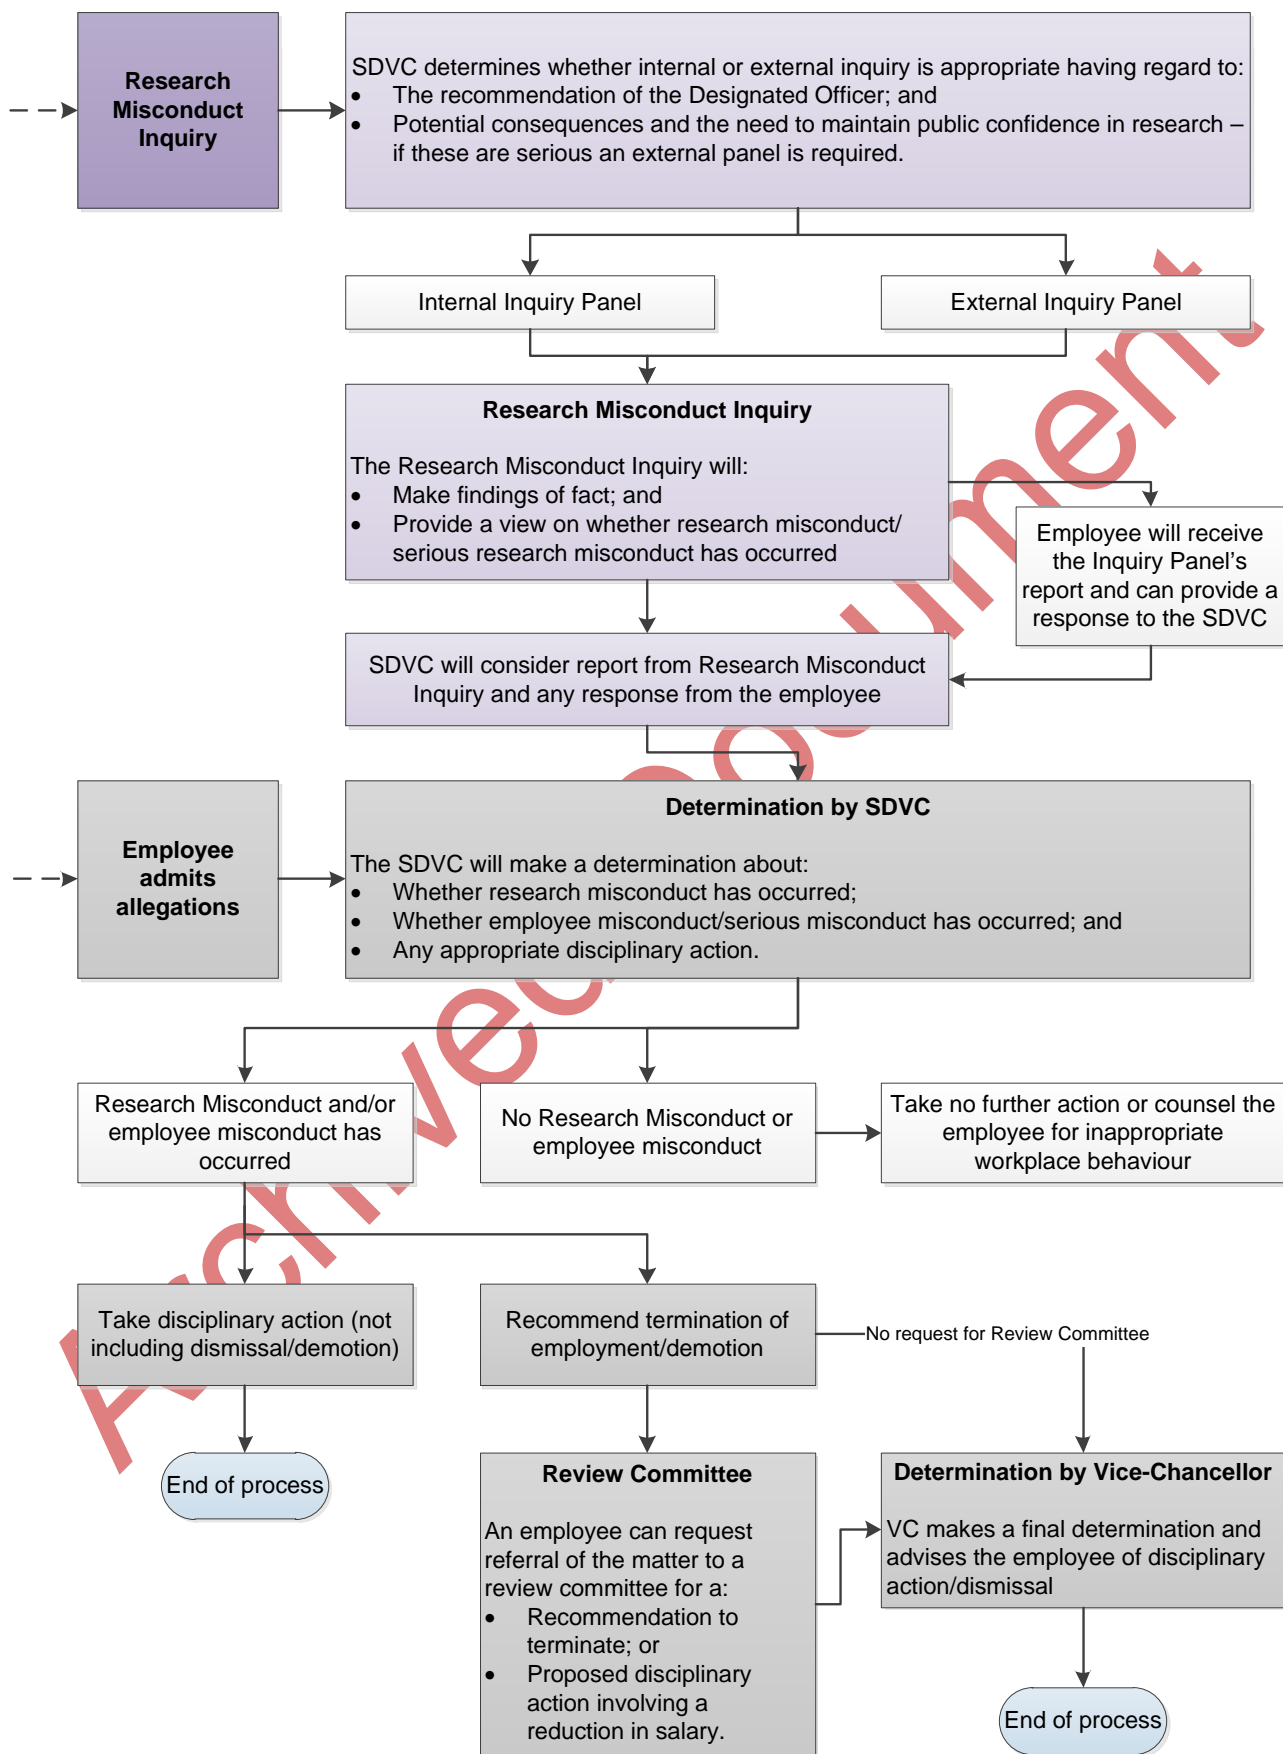 Research
Misconduct
Inquiry
SDVC determines whether internal or external inquiry is appropriate having regard to:
• The recommendation of the Designated Officer; and
• Potential consequences and the need to maintain public confidence in research –
if these are serious an external panel is required.
Internal Inquiry Panel
External Inquiry Panel
Research Misconduct Inquiry
The Research Misconduct Inquiry will:
• Make findings of fact; and
• Provide a view on whether research misconduct/
serious research misconduct has occurred
Employee will receive
the Inquiry Panel’s
report and can provide a
response to the SDVC
SDVC will consider report from Research Misconduct
Inquiry and any response from the employee
Employee
admits
allegations
Determination by SDVC
The SDVC will make a determination about:
• Whether research misconduct has occurred;
• Whether employee misconduct/serious misconduct has occurred; and
• Any appropriate disciplinary action.
Research Misconduct and/or
employee misconduct has
occurred
No Research Misconduct or
employee misconduct
Take no further action or counsel the
employee for inappropriate
workplace behaviour
Take disciplinary action (not
including dismissal/demotion)
Recommend termination of
employment/demotion
No request for Review Committee
End of process
Review Committee
An employee can request
referral of the matter to a
review committee for a:
• Recommendation to
terminate; or
• Proposed disciplinary
action involving a
reduction in salary.
Determination by Vice-Chancellor
VC makes a final determination and
advises the employee of disciplinary
action/dismissal
End of process
Archived Document